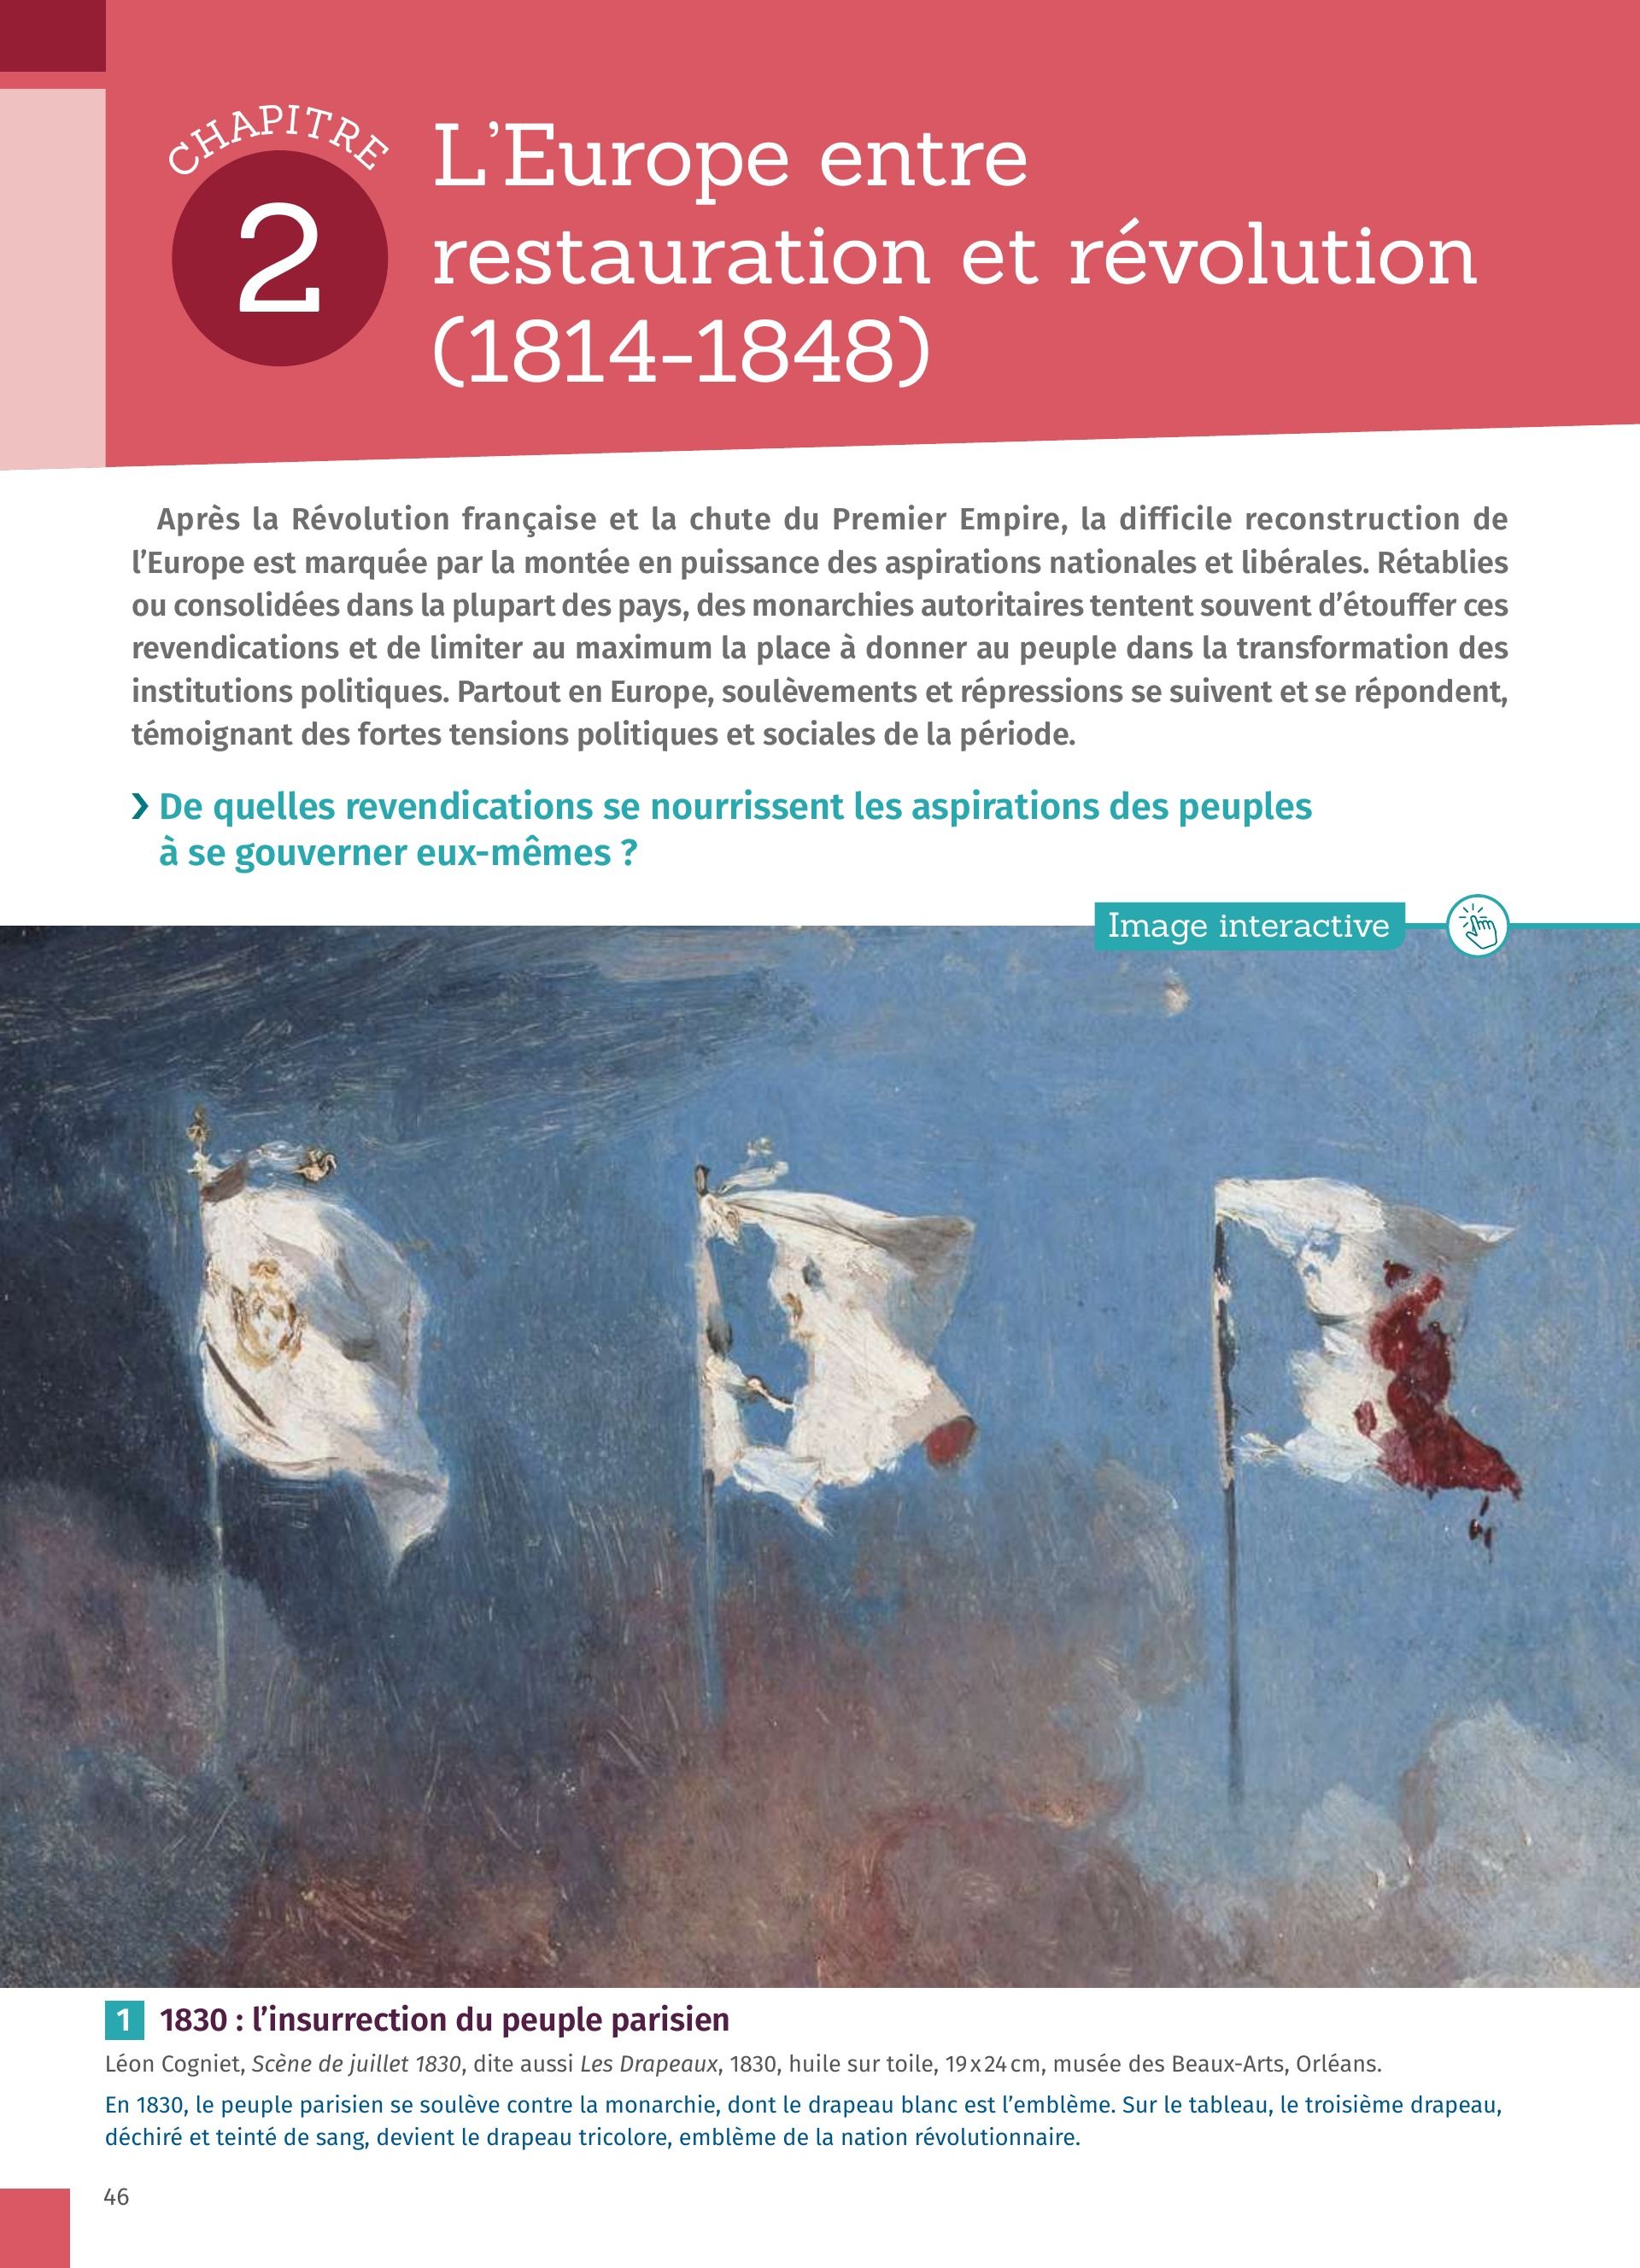 CHAPITRE
2
L'Europe entre
restauration et révolution
(1814-1848)
Après la Révolution française et la chute du Premier Empire, la difficile reconstruction de
l'Europe est marquée par la montée en puissance des aspirations nationales et libérales. Rétablies
ou consolidées dans la plupart des pays, des monarchies autoritaires tentent souvent d'étouffer ces
revendications et de limiter au maximum la place à donner au peuple dans la transformation des
institutions politiques. Partout en Europe, soulèvements et répressions se suivent et se répondent,
témoignant des fortes tensions politiques et sociales de la période.
› De quelles revendications se nourrissent les aspirations des peuples
à se gouverner eux-mêmes ?
Image interactive
1 1830 : l'insurrection du peuple parisien
Léon Cogniet, Scène de juillet 1830, dite aussi Les Drapeaux, 1830, huile sur toile, 19 x 24 cm, musée des Beaux-Arts, Orléans.
En 1830, le peuple parisien se soulève contre la monarchie, dont le drapeau blanc est l'emblème. Sur le tableau, le troisième drapeau,
déchiré et teinté de sang, devient le drapeau tricolore, emblème de la nation révolutionnaire.
46